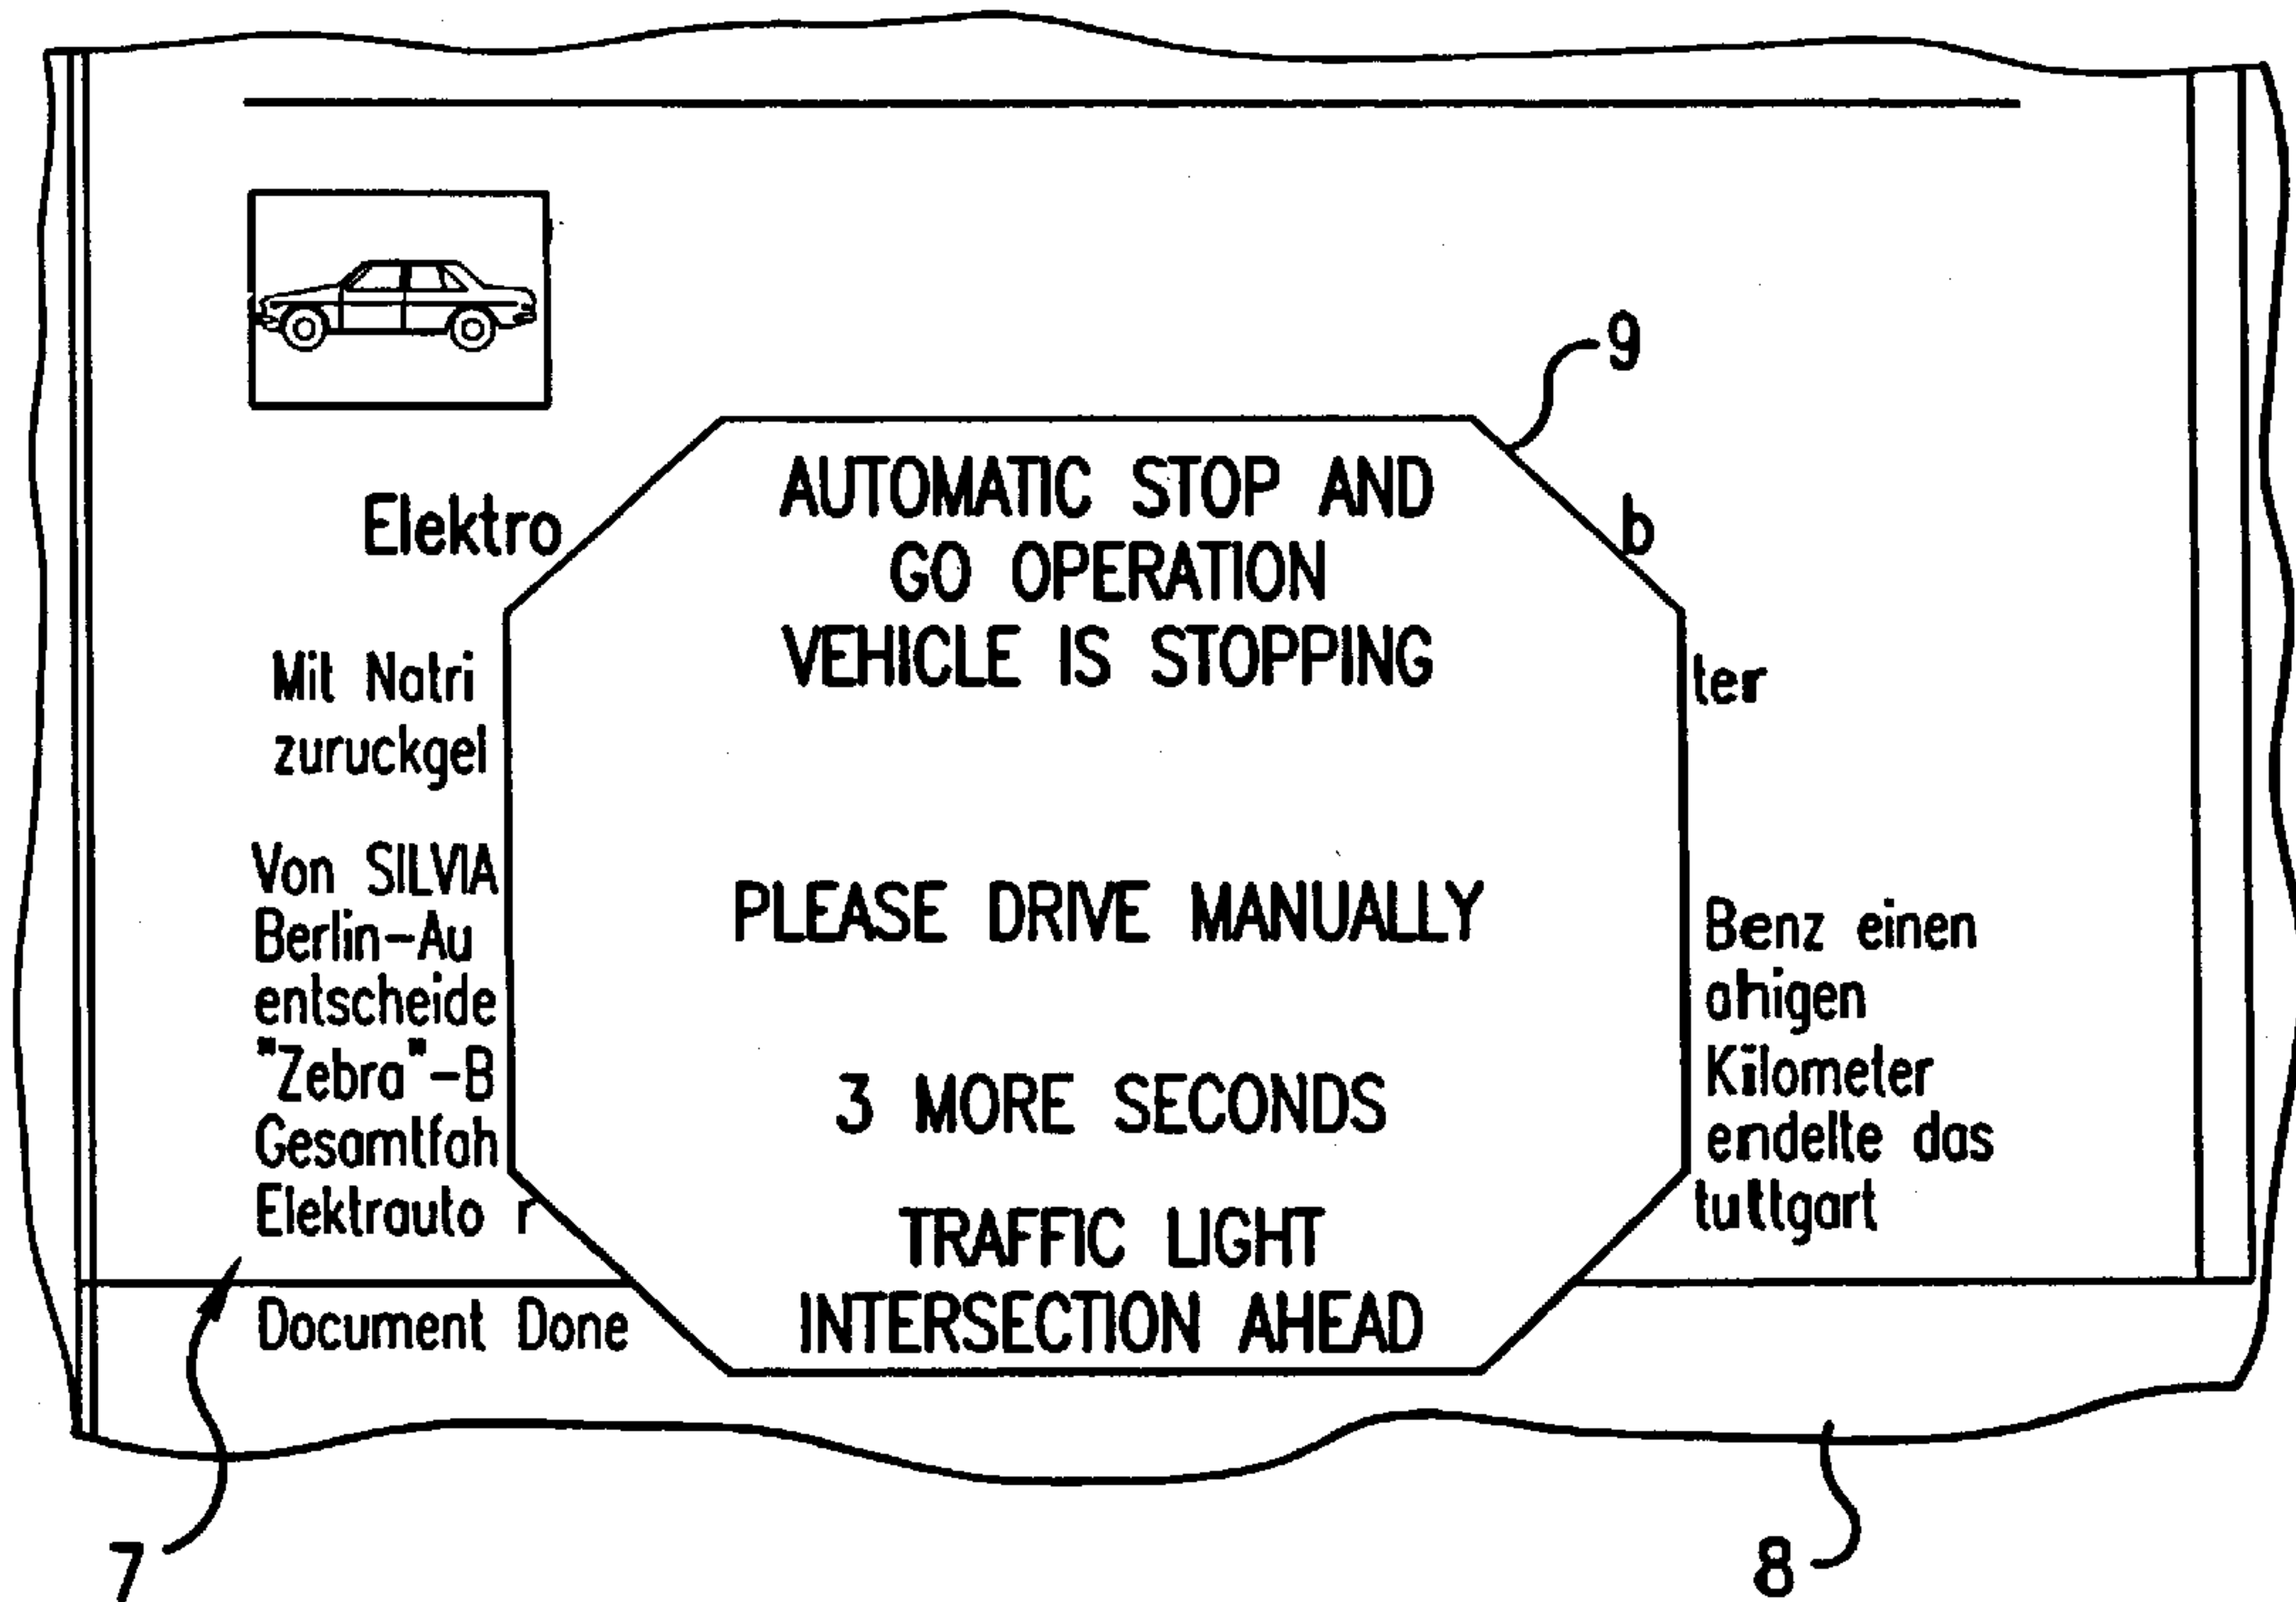 9
AUTOMATIC STOP AND
GO OPERATION
VEHICLE IS STOPPING
PLEASE DRIVE MANUALLY
3 MORE SECONDS
TRAFFIC LIGHT
INTERSECTION AHEAD
Elektro
b
Mit Natri
ter
zuruckgel
Von SILVIA
Berlin-Au
Benz einen
entscheide
ahigen
"Zebra"-B
Kilometer
Gesamtfah
endelte das
Elektrauto r
tuttgart
Document Done
7
8